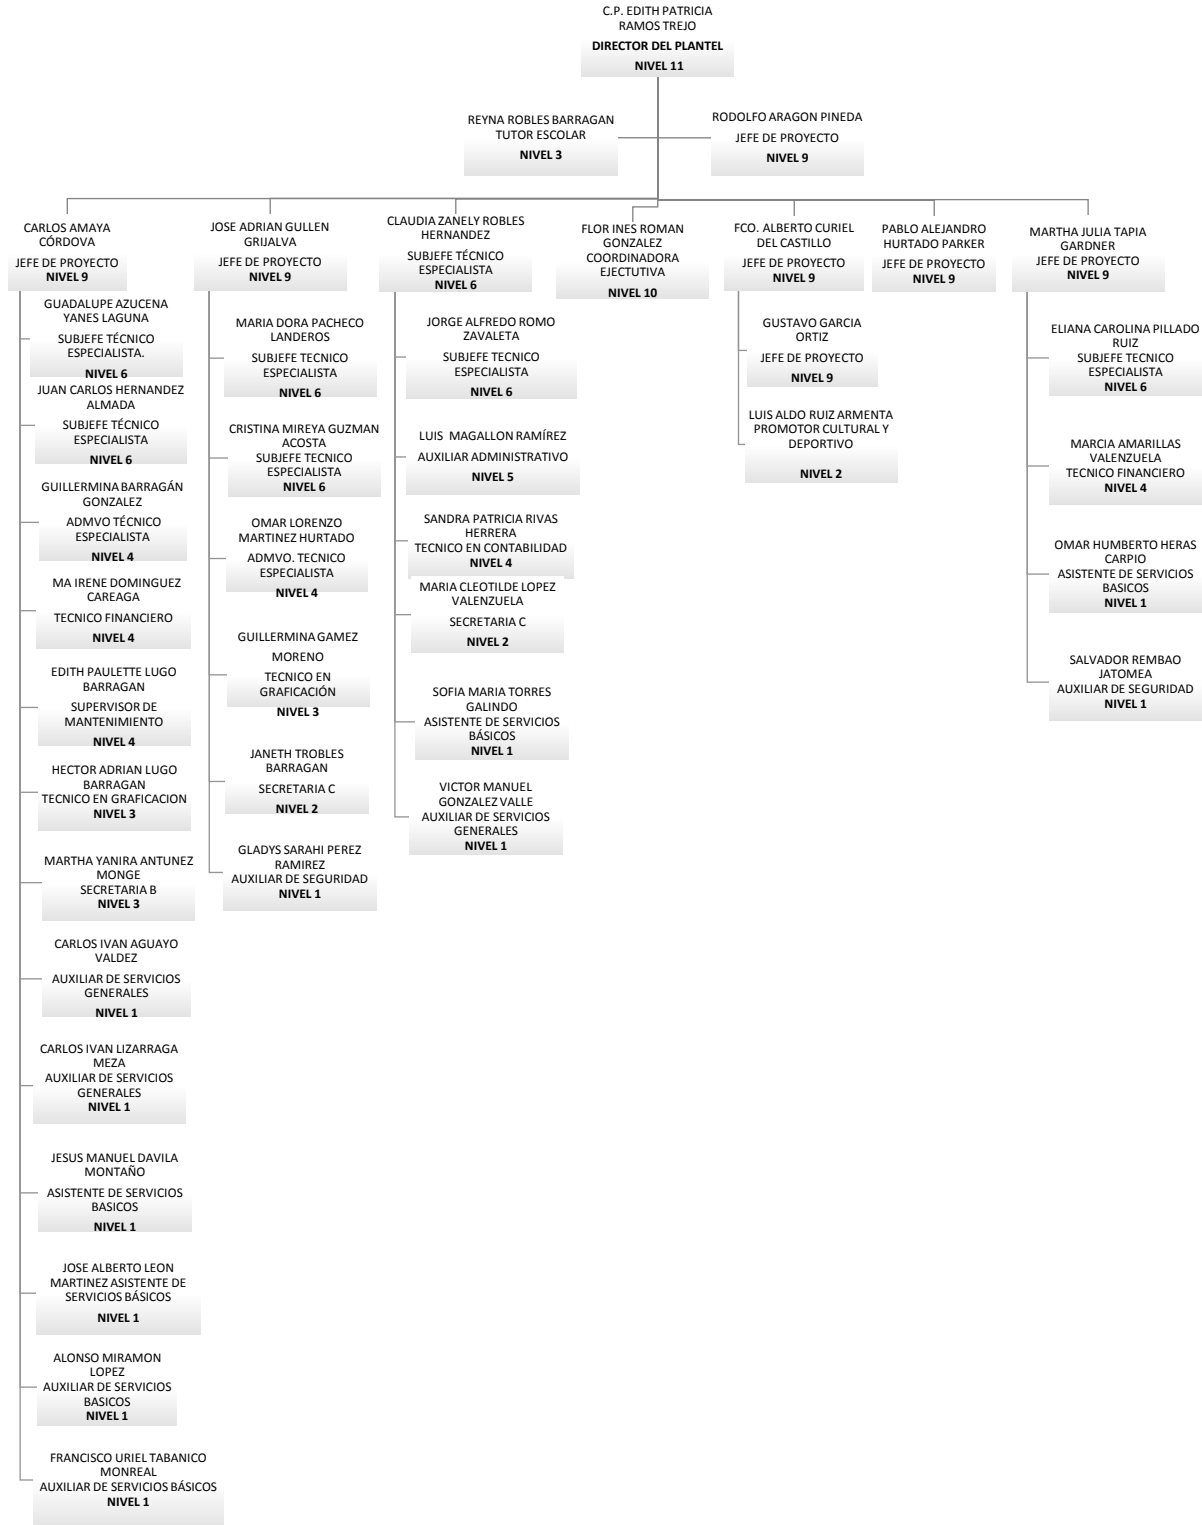 C.P. EDITH PATRICIA
RAMOS TREJO
DIRECTOR DEL PLANTEL
NIVEL 11
REYNA ROBLES BARRAGAN
TUTOR ESCOLAR
NIVEL 3
RODOLFO ARAGON PINEDA
JEFE DE PROYECTO
NIVEL 9
CARLOS AMAYA
CÓRDOVA
JEFE DE PROYECTO
NIVEL 9
GUADALUPE AZUCENA
YANES LAGUNA
SUBJEFE TÉCNICO
ESPECIALISTA.
NIVEL 6
JUAN CARLOS HERNANDEZ
ALMADA
SUBJEFE TÉCNICO
ESPECIALISTA
NIVEL 6
GUILLERMINA BARRAGÁN
GONZALEZ
ADMVO TÉCNICO
ESPECIALISTA
NIVEL 4
MA IRENE DOMINGUEZ
CAREAGA
TECNICO FINANCIERO
NIVEL 4
EDITH PAULETTE LUGO
BARRAGAN
SUPERVISOR DE
MANTENIMIENTO
NIVEL 4
HECTOR ADRIAN LUGO
BARRAGAN
TECNICO EN GRAFICACION
NIVEL 3
MARTHA YANIRA ANTUNEZ
MONGE
SECRETARIA B
NIVEL 3
CARLOS IVAN AGUAYO
VALDEZ
AUXILIAR DE SERVICIOS
GENERALES
NIVEL 1
CARLOS IVAN LIZARRAGA
MEZA
AUXILIAR DE SERVICIOS
GENERALES
NIVEL 1
JESUS MANUEL DAVILA
MONTAÑO
ASISTENTE DE SERVICIOS
BASICOS
NIVEL 1
JOSE ALBERTO LEON
MARTINEZ ASISTENTE DE
SERVICIOS BÁSICOS
NIVEL 1
ALONSO MIRAMON
LOPEZ
AUXILIAR DE SERVICIOS
BASICOS
NIVEL 1
FRANCISCO URIEL TABANICO
MONREAL
AUXILIAR DE SERVICIOS BÁSICOS
NIVEL 1
JOSE ADRIAN GULLEN
GRIJALVA
JEFE DE PROYECTO
NIVEL 9
MARIA DORA PACHECO
LANDEROS
SUBJEFE TECNICO
ESPECIALISTA
NIVEL 6
CRISTINA MIREYA GUZMAN
ACOSTA
SUBJEFE TECNICO
ESPECIALISTA
NIVEL 6
OMAR LORENZO
MARTINEZ HURTADO
ADMVO. TECNICO
ESPECIALISTA
NIVEL 4
GUILLERMINA GAMEZ
MORENO
TECNICO EN
GRAFICACIÓN
NIVEL 3
JANETH TROBLES
BARRAGAN
SECRETARIA C
NIVEL 2
GLADYS SARAHI PEREZ
RAMIREZ
AUXILIAR DE SEGURIDAD
NIVEL 1
CLAUDIA ZANELY ROBLES
HERNANDEZ
SUBJEFE TÉCNICO
ESPECIALISTA
NIVEL 6
JORGE ALFREDO ROMO
ZAVALETA
SUBJEFE TECNICO
ESPECIALISTA
NIVEL 6
LUIS MAGALLON RAMÍREZ
AUXILIAR ADMINISTRATIVO
NIVEL 5
SANDRA PATRICIA RIVAS
HERRERA
TECNICO EN CONTABILIDAD
NIVEL 4
MARIA CLEOTILDE LOPEZ
VALENZUELA
SECRETARIA C
NIVEL 2
SOFIA MARIA TORRES
GALINDO
ASISTENTE DE SERVICIOS
BÁSICOS
NIVEL 1
VICTOR MANUEL
GONZALEZ VALLE
AUXILIAR DE SERVICIOS
GENERALES
NIVEL 1
FLOR INES ROMAN
GONZALEZ
COORDINADORA
EJECTUTIVA
NIVEL 10
FCO. ALBERTO CURIEL
DEL CASTILLO
JEFE DE PROYECTO
NIVEL 9
GUSTAVO GARCIA
ORTIZ
JEFE DE PROYECTO
NIVEL 9
LUIS ALDO RUIZ ARMENTA
PROMOTOR CULTURAL Y
DEPORTIVO
NIVEL 2
PABLO ALEJANDRO
HURTADO PARKER
JEFE DE PROYECTO
NIVEL 9
MARTHA JULIA TAPIA
GARDNER
JEFE DE PROYECTO
NIVEL 9
ELIANA CAROLINA PILLADO
RUIZ
SUBJEFE TECNICO
ESPECIALISTA
NIVEL 6
MARCIA AMARILLAS
VALENZUELA
TECNICO FINANCIERO
NIVEL 4
OMAR HUMBERTO HERAS
CARPIO
ASISTENTE DE SERVICIOS
BASICOS
NIVEL 1
SALVADOR REMBAO
JATOMEA
AUXILIAR DE SEGURIDAD
NIVEL 1